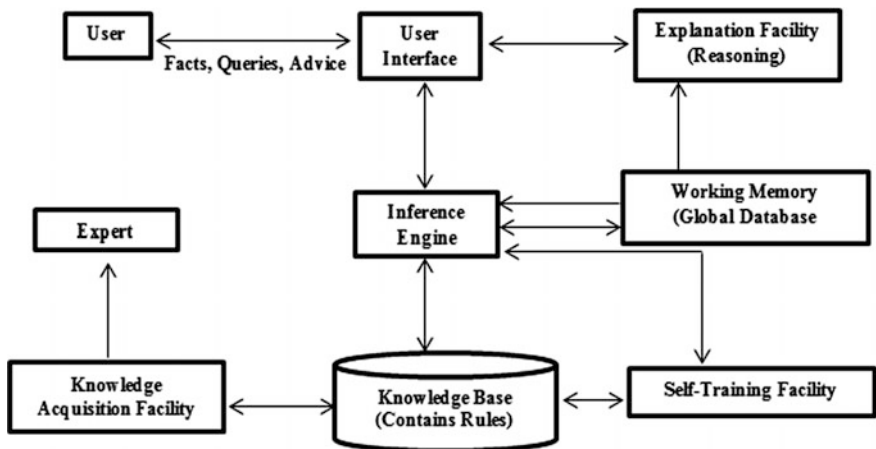 User
Facts, Queries, Advice
User
Interface
Explanation Facility
(Reasoning)
Expert
Inference
Engine
Working Memory
(Global Database
Knowledge
Acquisition Facility
Knowledge Base
(Contains Rules)
Self-Training Facility